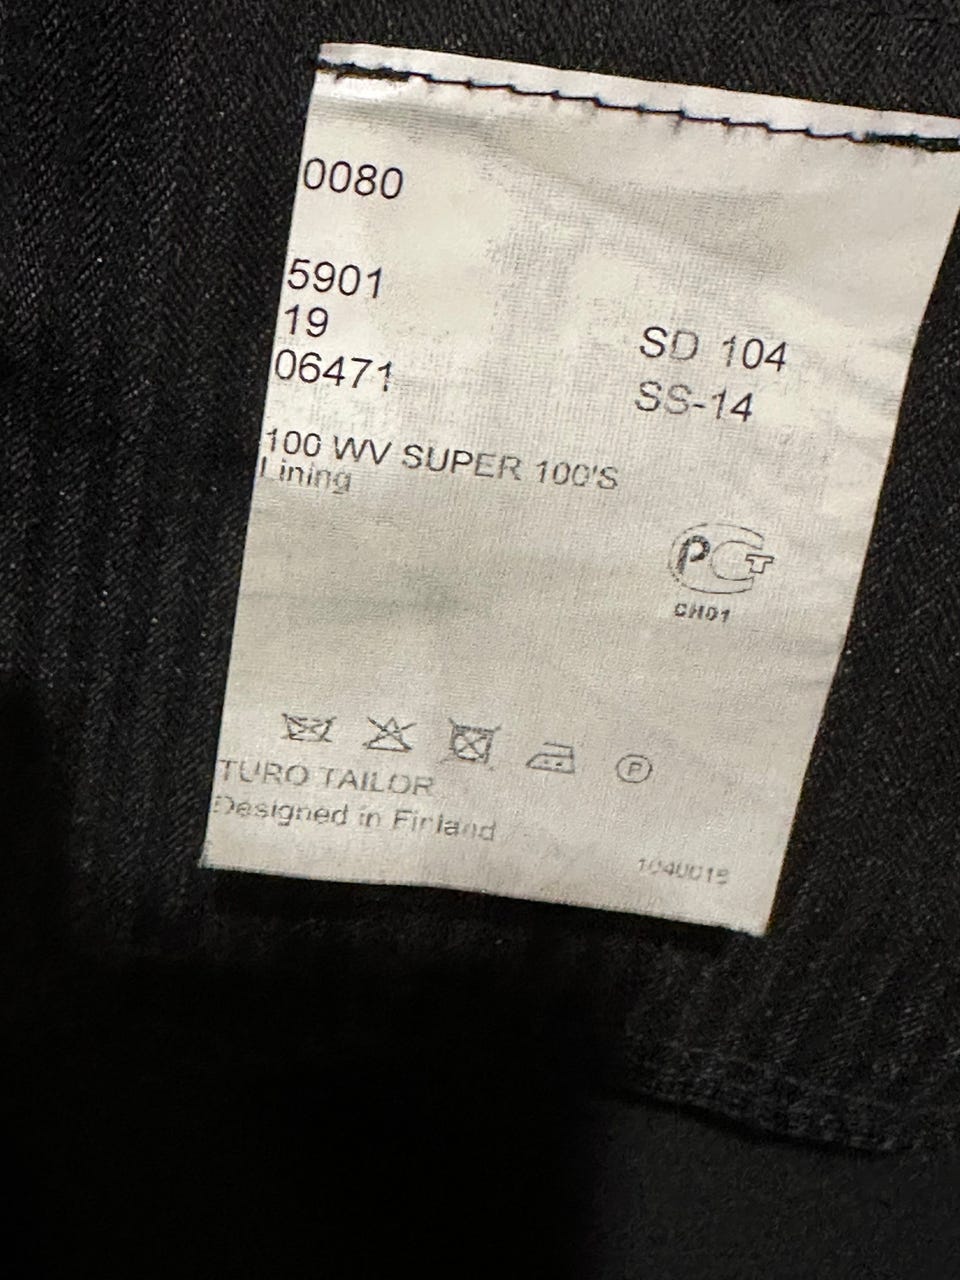 0080
5901
19
06471
SD 104
SS-14
100 WV SUPER 100'S
Lining
PCT
CH01
P
TURO TAILOR
Designed in Finland